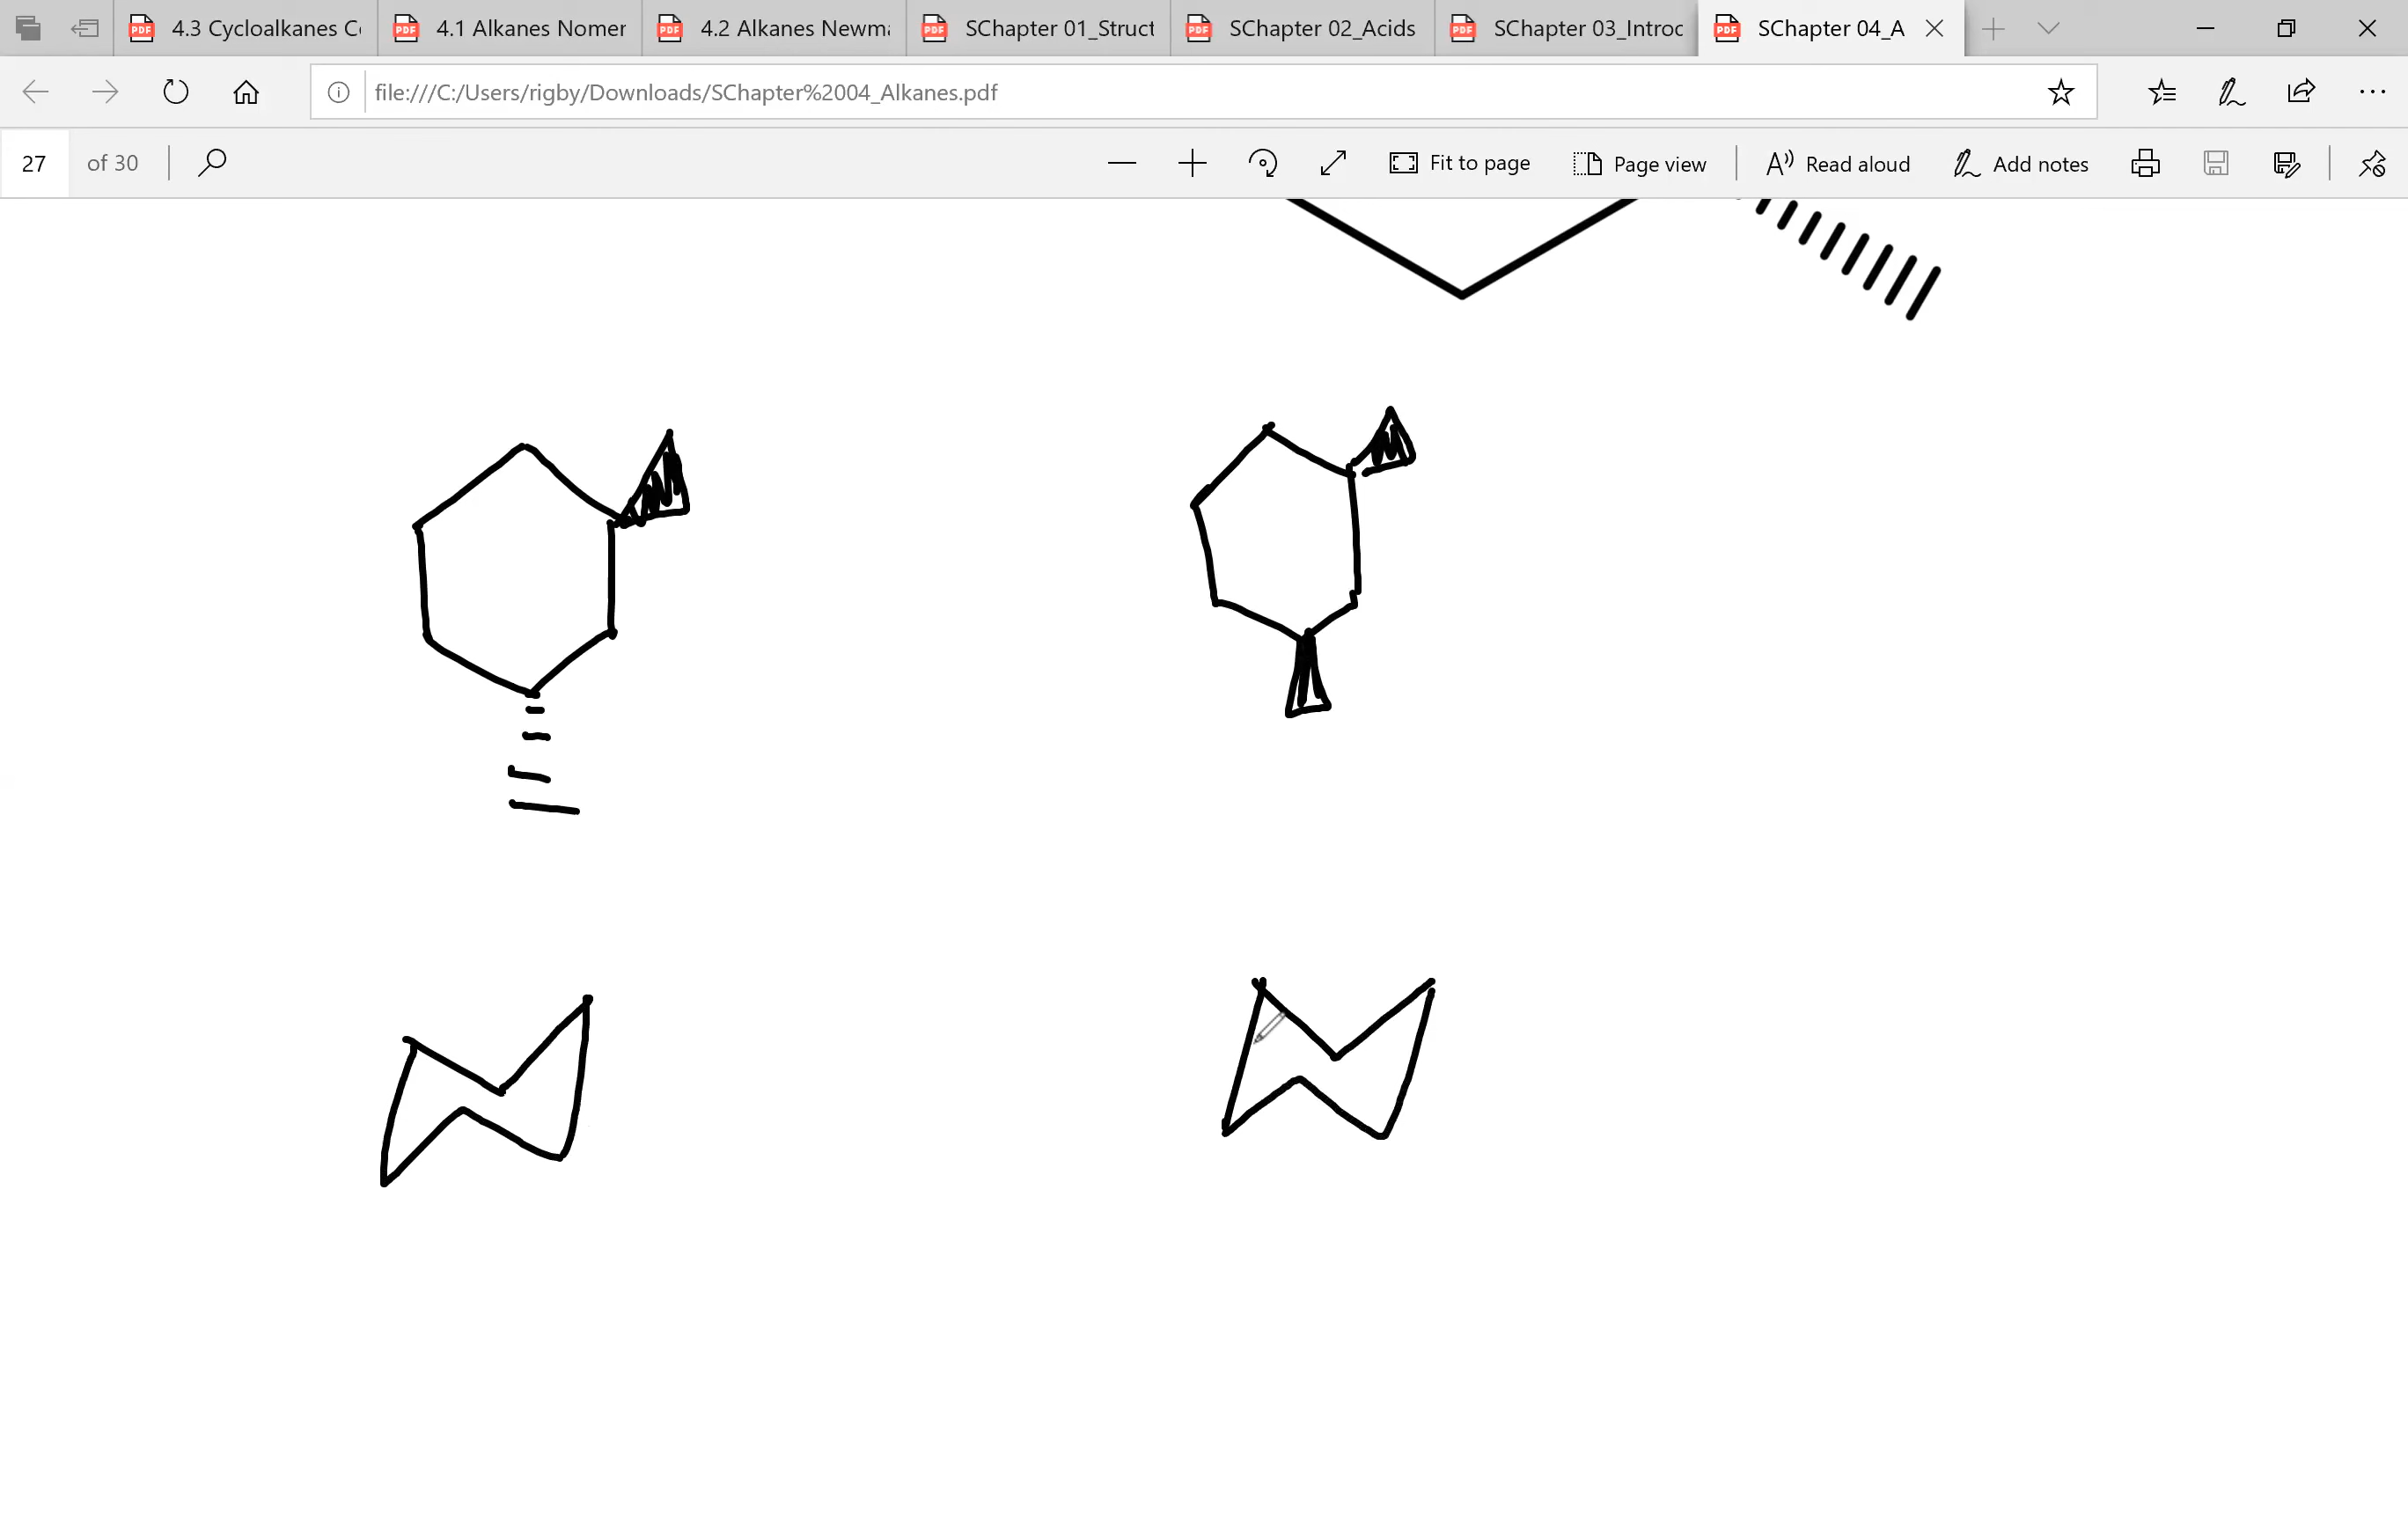 4.3 Cycloalkanes C
4.1 Alkanes Nomer
4.2 Alkanes Newm
SChapter 01_Struct
SChapter 02_Acids
SChapter 03_Introc
SChapter 04_A
file:///C:/Users/rigby/Downloads/SChapter%2004_Alkanes.pdf
27 of 30
Fit to page
Page view
Read aloud
Add notes